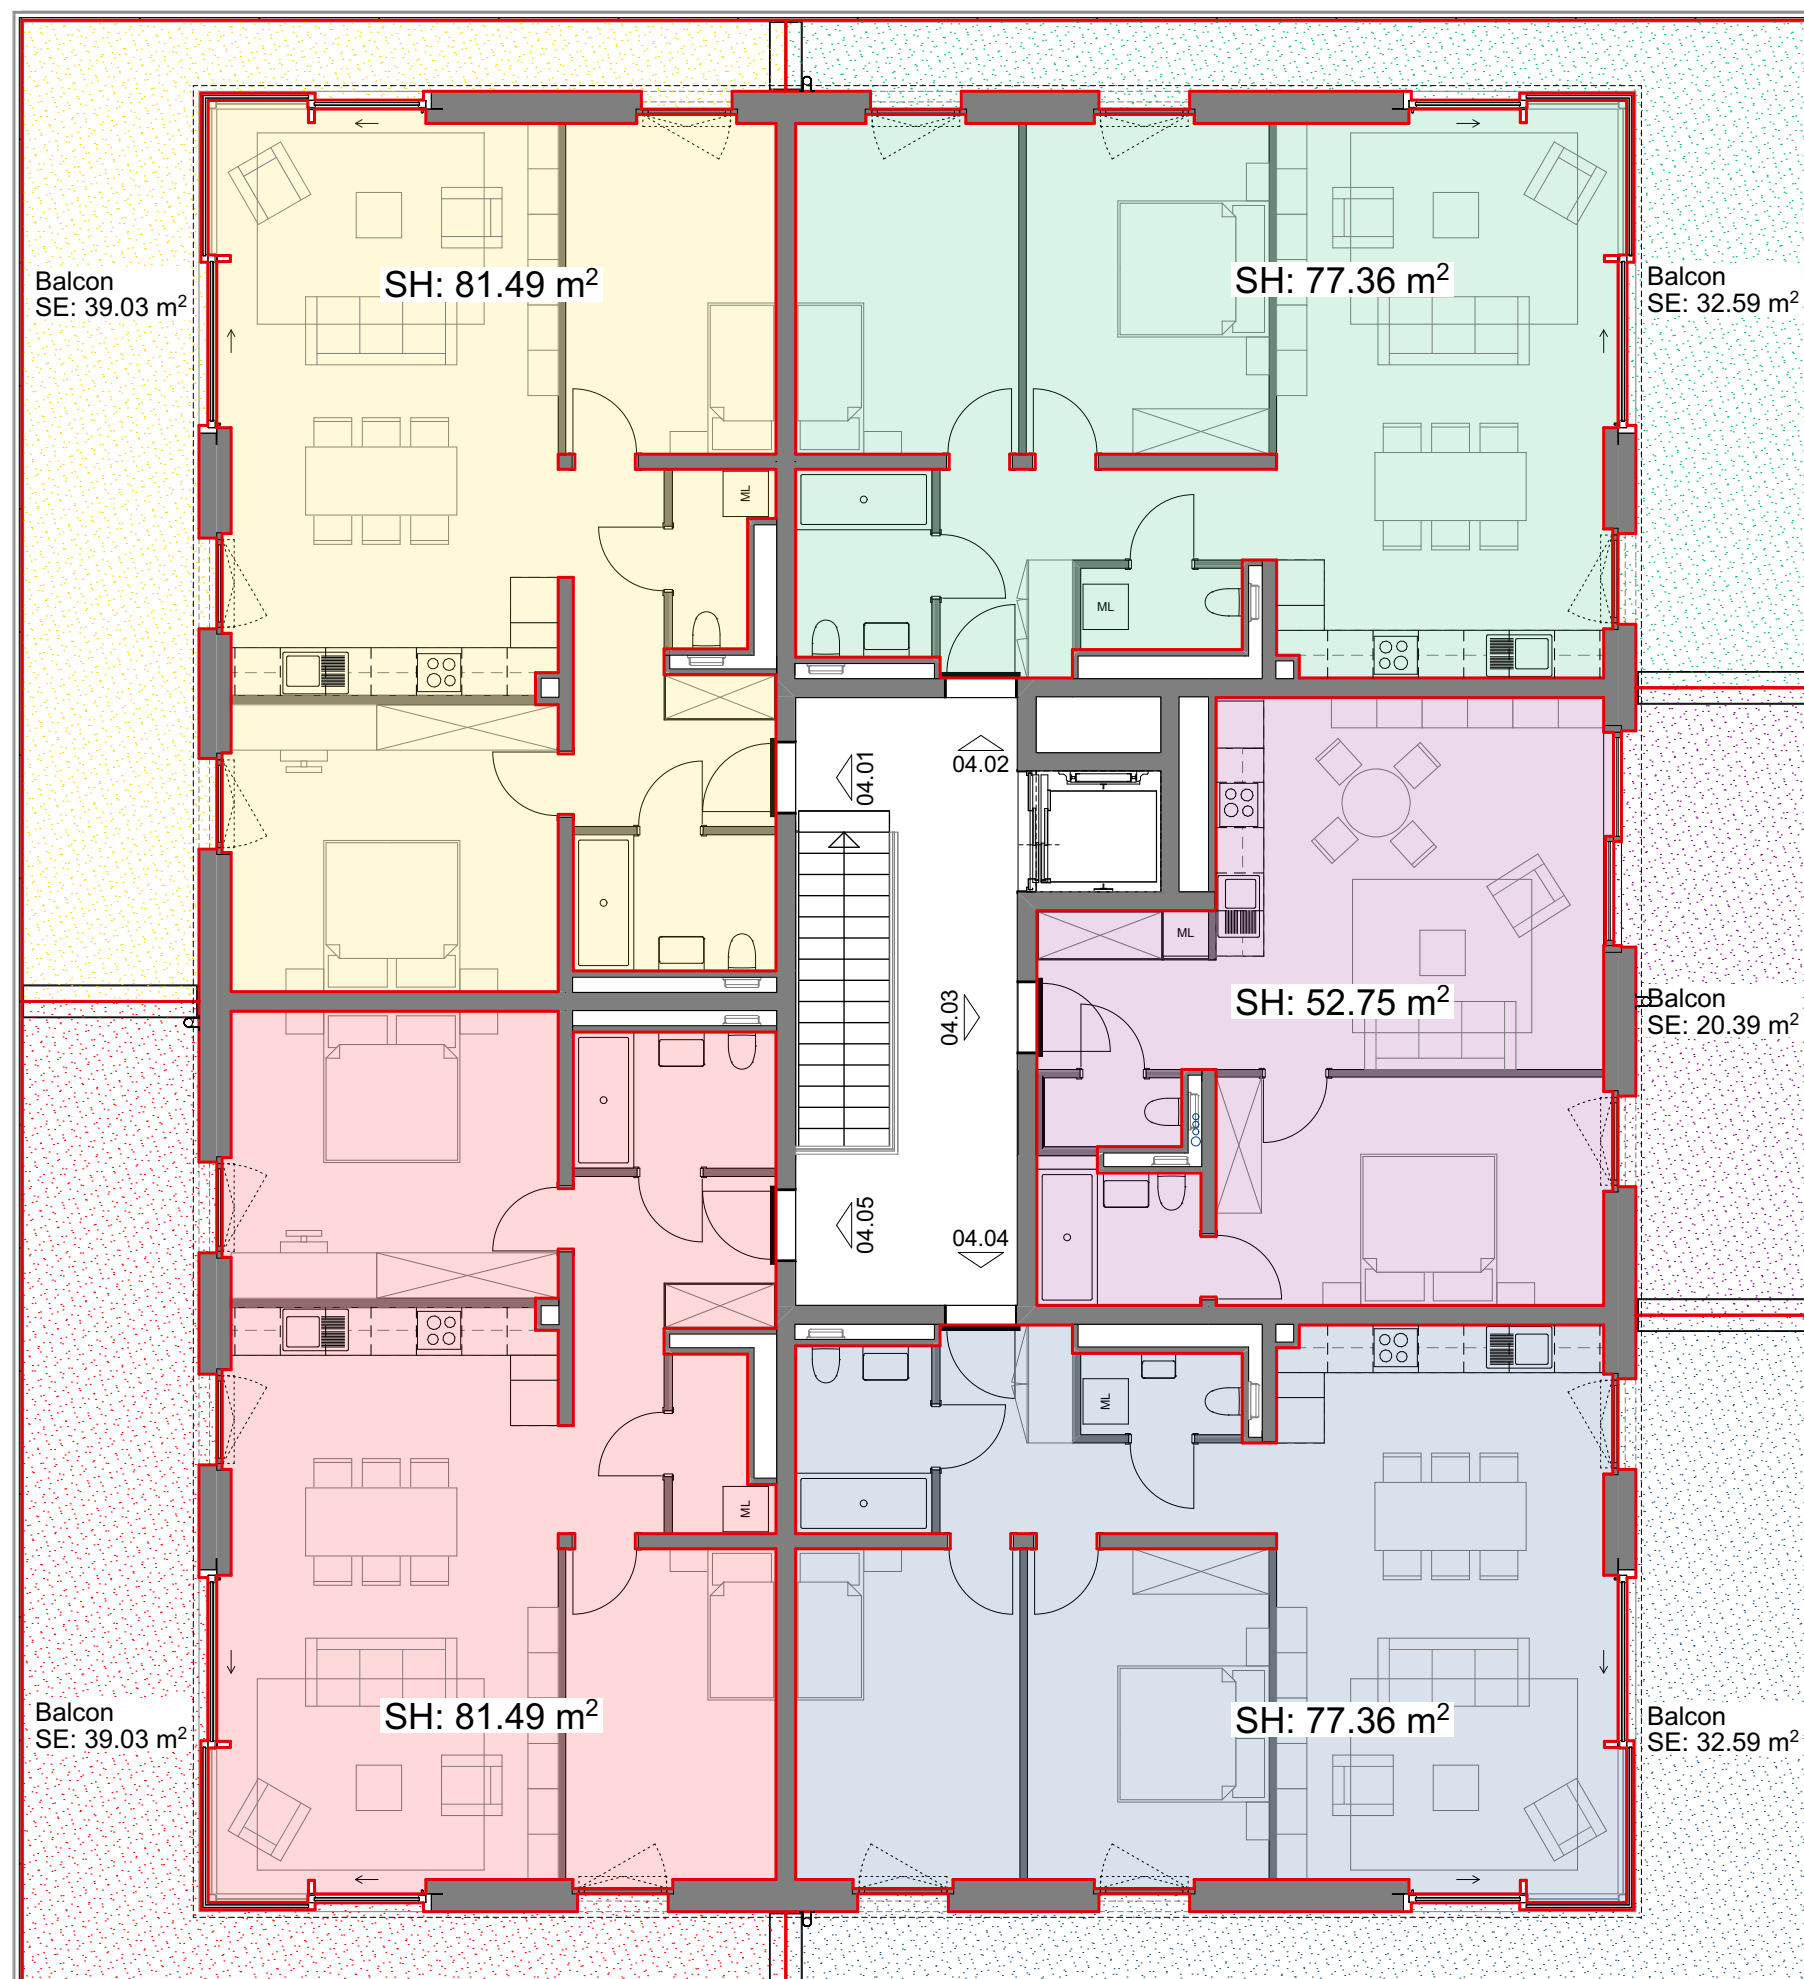 SH: 81.49 m²
SH: 77.36 m²
Balcon
SE: 39.03 m²
Balcon
SE: 32.59 m²
ML
ML
04.01
04.02
ML
04.03
SH: 52.75 m²
Balcon
SE: 20.39 m²
04.05
04.04
ML
ML
SH: 81.49 m²
SH: 77.36 m²
Balcon
SE: 39.03 m²
Balcon
SE: 32.59 m²